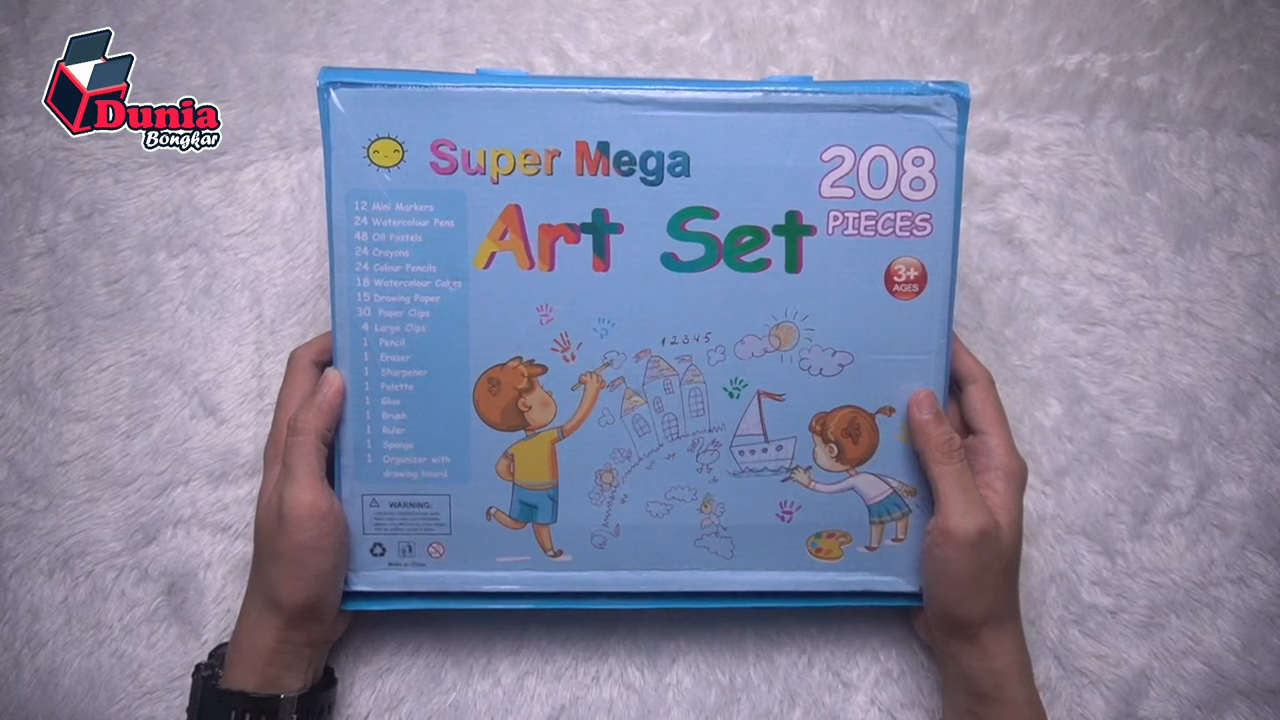 Dunia
Bongkar
Super Mega
Art Set
208
PIECES
3+
AGES
12 Mini Markers
24 Watercolour Pens
48 Oil Pastels
24 Crayons
24 Colour Pencils
18 Watercolour Cakes
15 Drawing Paper
30 Paper Clips
4 Large Clips
1 Pencil
1 Eraser
1 Sharpener
1 Palette
1 Glue
1 Brush
1 Ruler
1 Sponge
1 Organizer with
drawing board
12345
WARNING:
Made in China